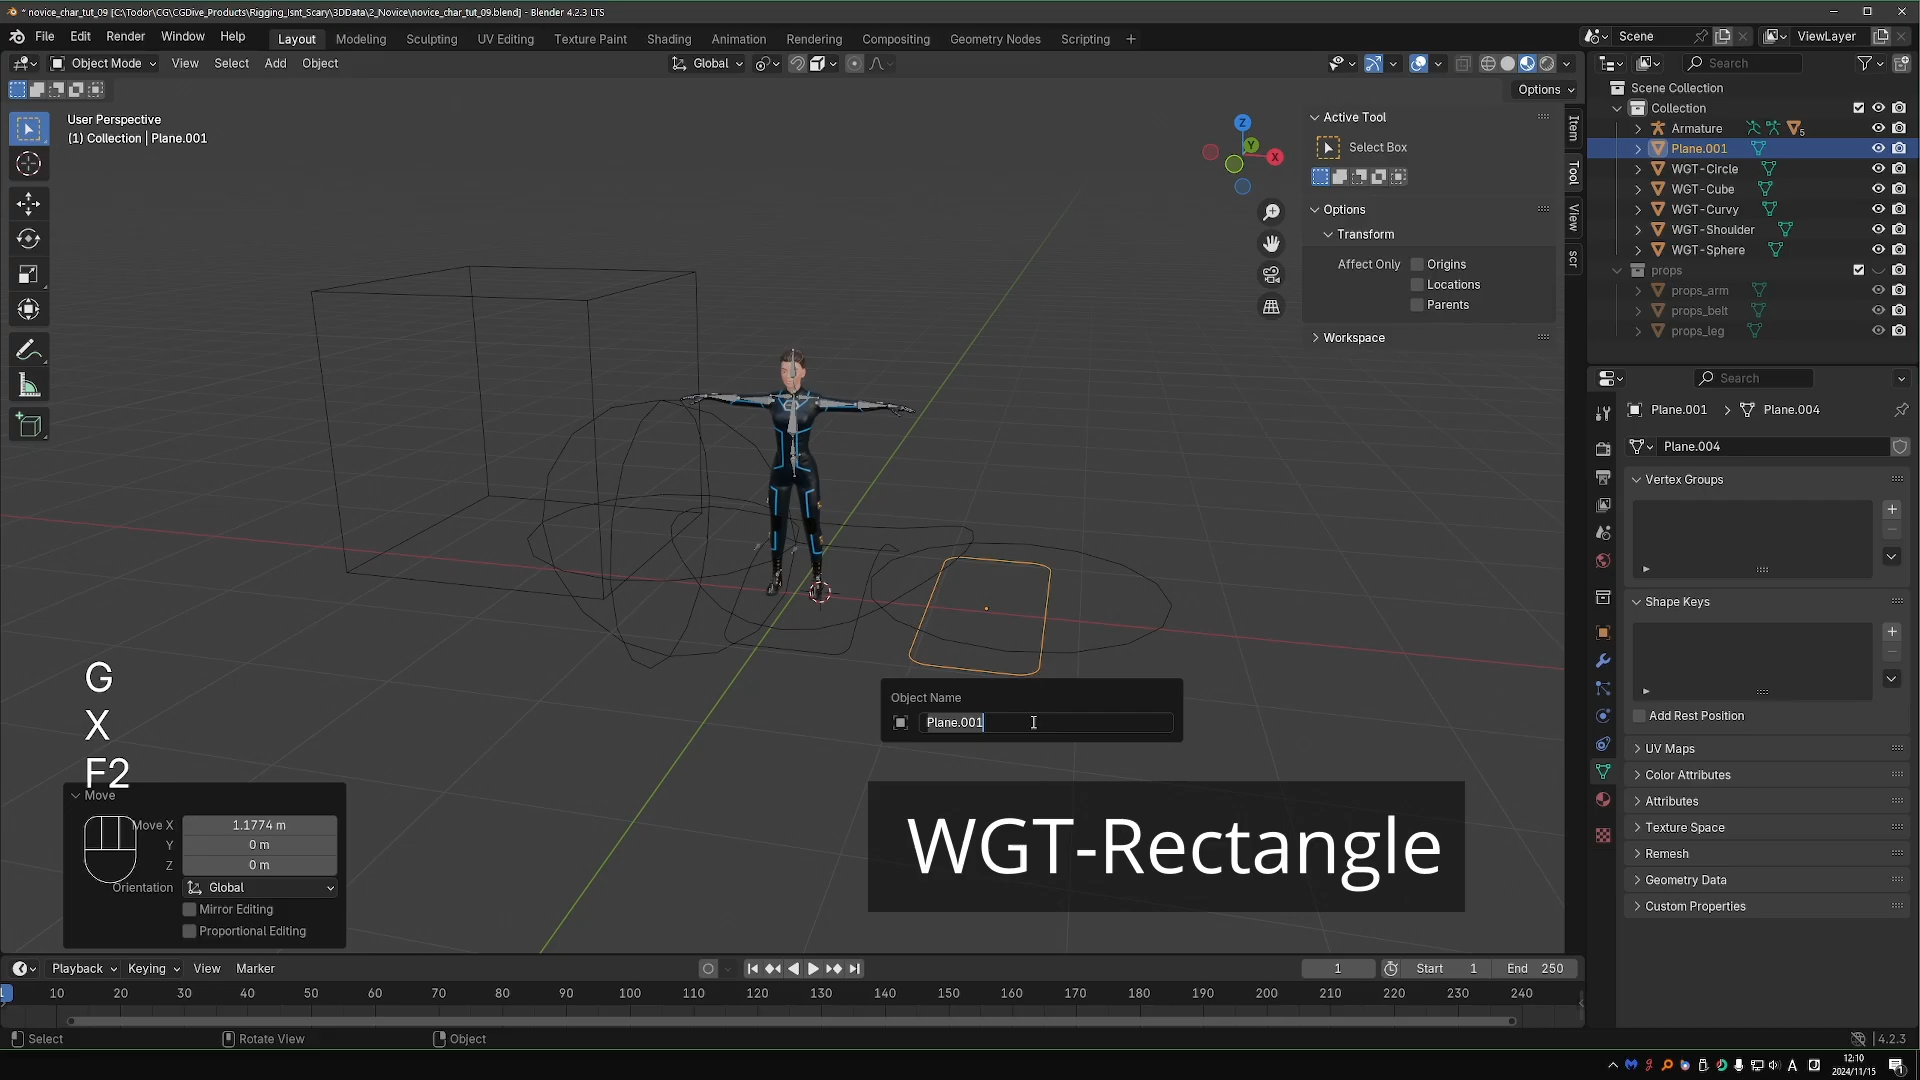 * novice_char_tut_09 [C:\Todor\CG\CGDive_Products\Rigging_Isnt_Scary\3DData\2_Novice\novice_char_tut_09.blend] - Blender 4.2.3 LTS
File Edit Render Window Help Layout Modeling Sculpting UV Editing Texture Paint Shading Animation Rendering Compositing Geometry Nodes Scripting + Scene ViewLayer
Object Mode View Select Add Object Global Search
Options
User Perspective
(1) Collection | Plane.001
Z
Y
X
Active Tool
Select Box
Options
Transform
Affect Only Origins
Locations
Parents
Workspace
Item
Tool
View
scr
Scene Collection
Collection
Armature 5
Plane.001
WGT-Circle
WGT-Cube
WGT-Curvy
WGT-Shoulder
WGT-Sphere
props
props_arm
props_belt
props_leg
Search
Plane.001 > Plane.004
Plane.004
Vertex Groups
Shape Keys
Add Rest Position
UV Maps
Color Attributes
Attributes
Texture Space
Remesh
Geometry Data
Custom Properties
G
X
F2
Object Name
Plane.001
WGT-Rectangle
Move
Move X 1.1774 m
Y 0 m
Z 0 m
Orientation Global
Mirror Editing
Proportional Editing
Playback Keying View Marker 1 Start 1 End 250
1 10 20 30 40 50 60 70 80 90 100 110 120 130 140 150 160 170 180 190 200 210 220 230 240
Select Rotate View Object 4.2.3
A 12:10
2024/11/15